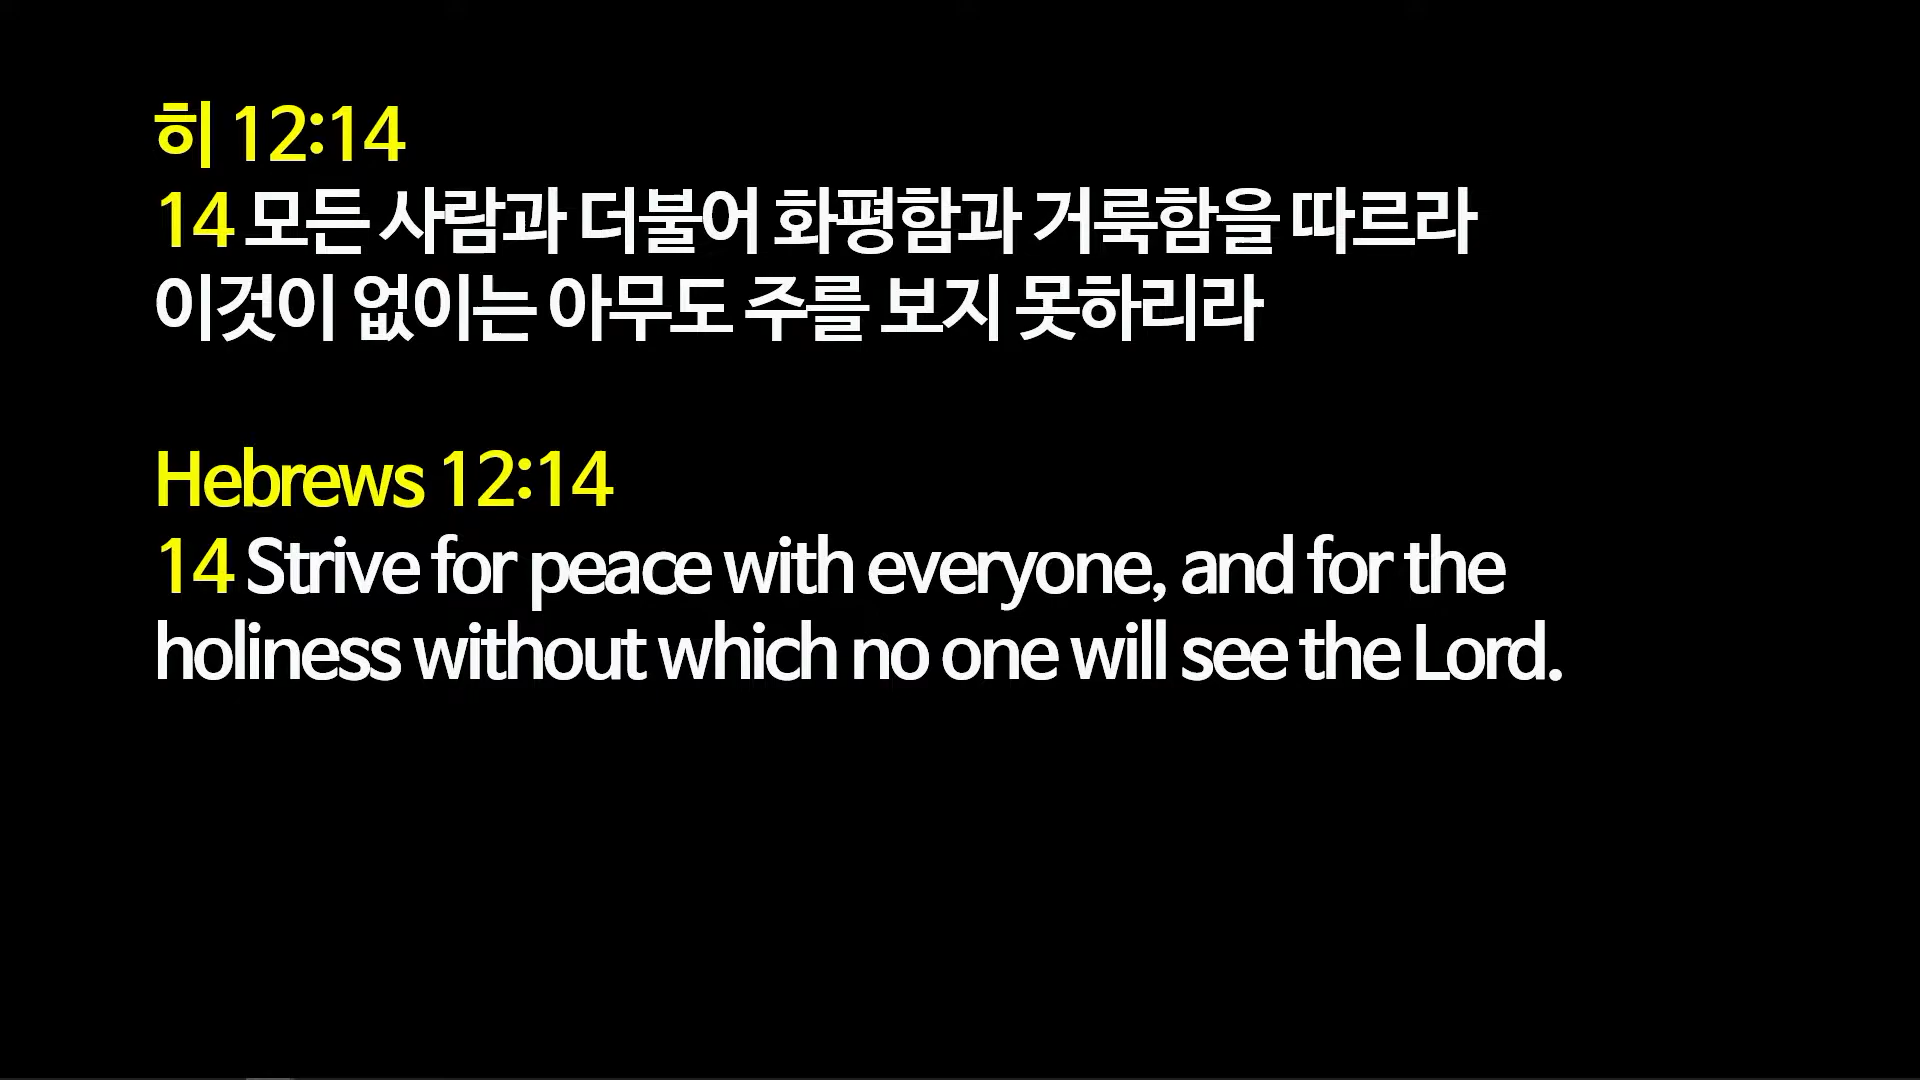 히 12:14
14 모든 사람과 더불어 화평함과 거룩함을 따르라
이것이 없이는 아무도 주를 보지 못하리라
Hebrews 12:14
14 Strive for peace with everyone, and for the
holiness without which no one will see the Lord.